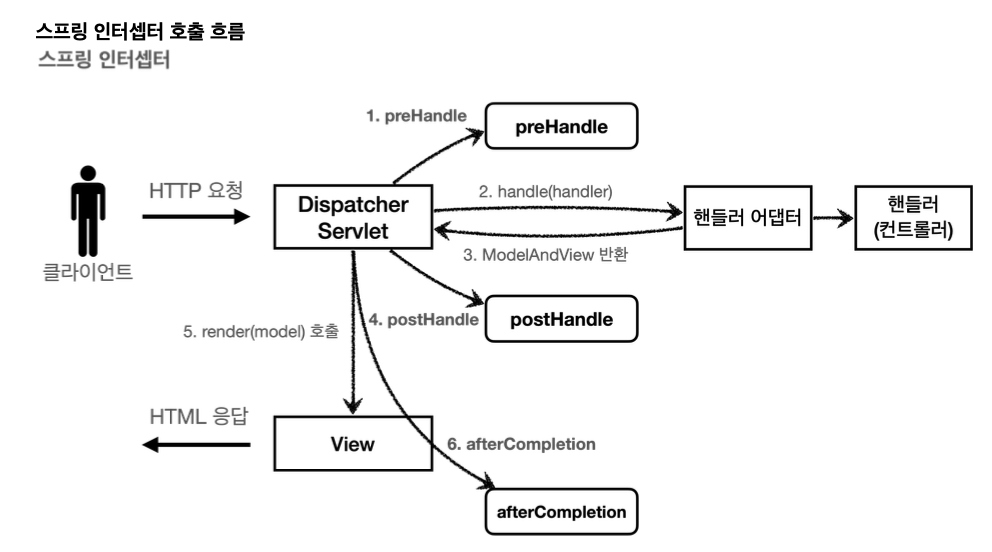 스프링 인터셉터 호출 흐름
스프링 인터셉터
1. preHandle
preHandle
HTTP 요청
Dispatcher
Servlet
2. handle(handler)
3. ModelAndView 반환
핸들러 어댑터
핸들러
(컨트롤러)
클라이언트
4. postHandle
postHandle
5. render(model) 호출
HTML 응답
View
6. afterCompletion
afterCompletion